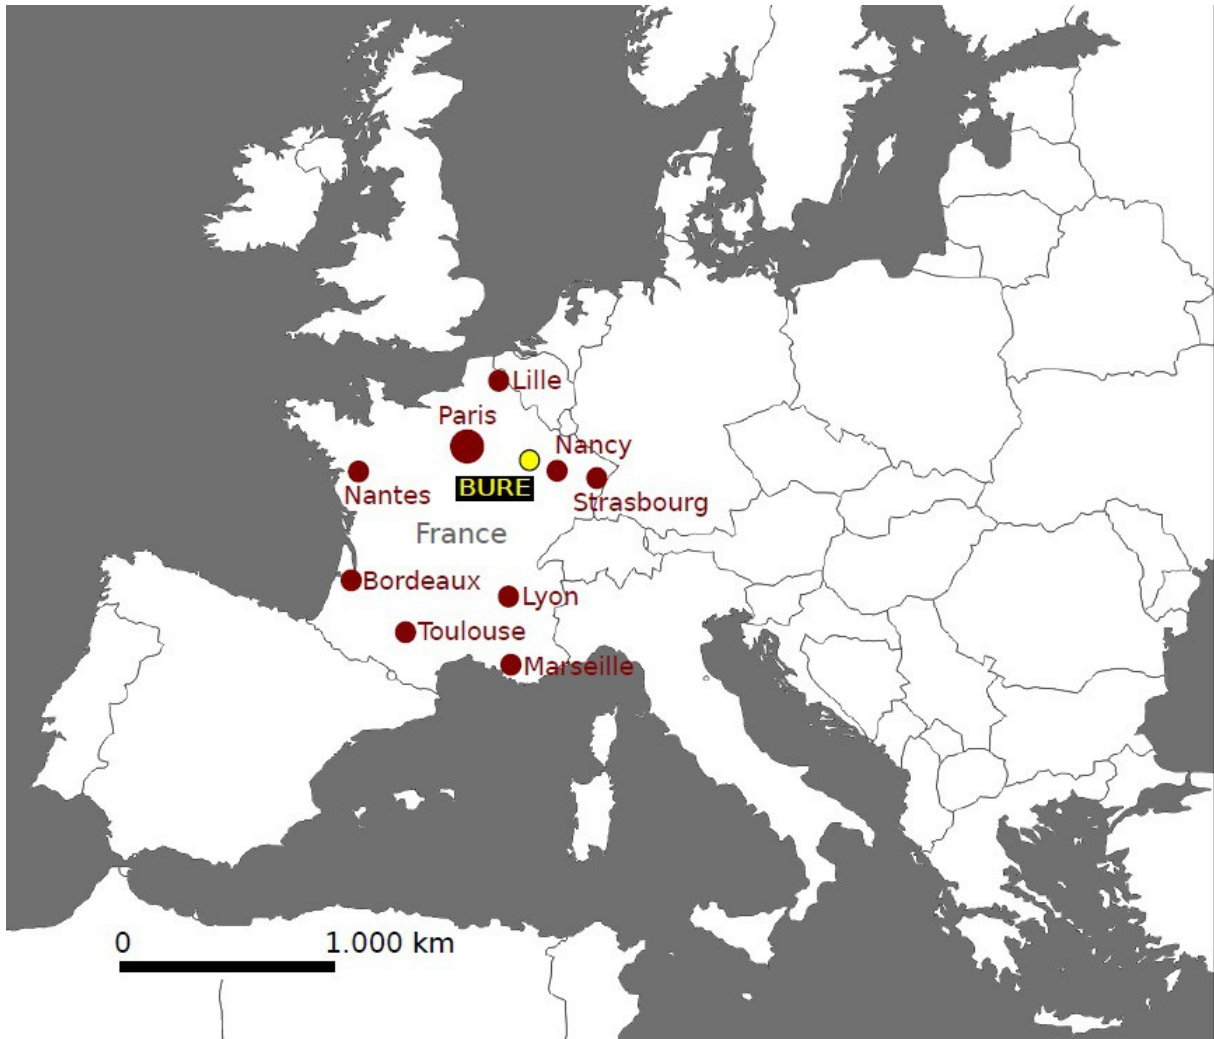 Lille
Paris
Nancy
BURE
Nantes
Strasbourg
France
Bordeaux
Lyon
Toulouse
Marseille
0
1.000 km